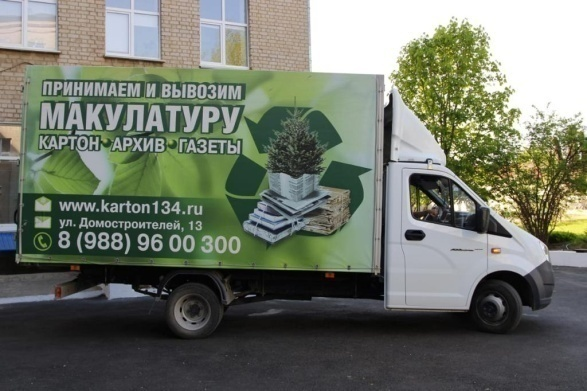 ПРИНИМАЕМ И ВЫВОЗИМ
МАКУЛАТУРУ
КАРТОН • АРХИВ • ГАЗЕТЫ
www.karton134.ru
ул. Домостроителей, 13
8 (988) 96 00 300